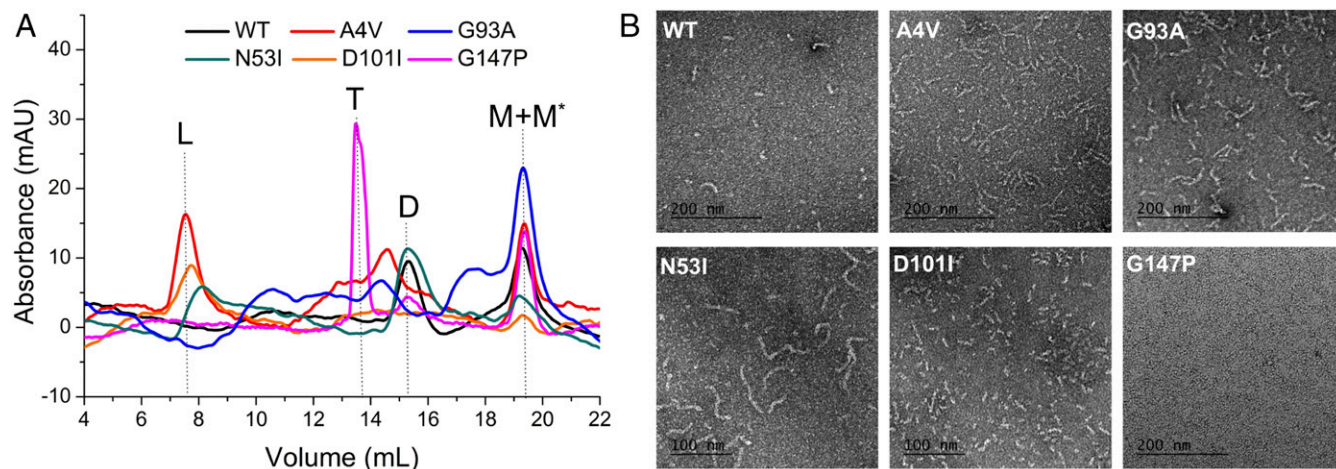 A
Absorbance (mAU)
40
30
20
10
0
-10
WT A4V G93A
N53I D101I G147P
L
T
D
M+M*
4 6 8 10 12 14 16 18 20 22
Volume (mL)
B
WT
200 nm
A4V
200 nm
G93A
200 nm
N53I
100 nm
D101I
100 nm
G147P
200 nm